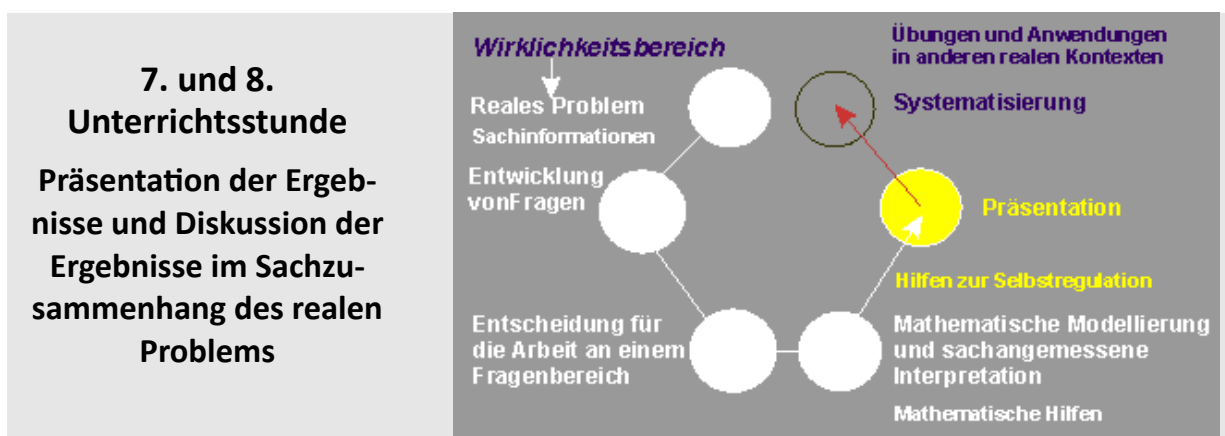 7. und 8.
Unterrichtsstunde
Präsentation der Ergeb-
nisse und Diskussion der
Ergebnisse im Sachzu-
sammenhang des realen
Problems
Wirklichkeitsbereich
Reales Problem
Sachinformationen
Entwicklung
vonFragen
Entscheidung für
die Arbeit an einem
Fragenbereich
Übungen und Anwendungen
in anderen realen Kontexten
Systematisierung
Präsentation
Hilfen zur Selbstregulation
Mathematische Modellierung
und sachangemessene
Interpretation
Mathematische Hilfen